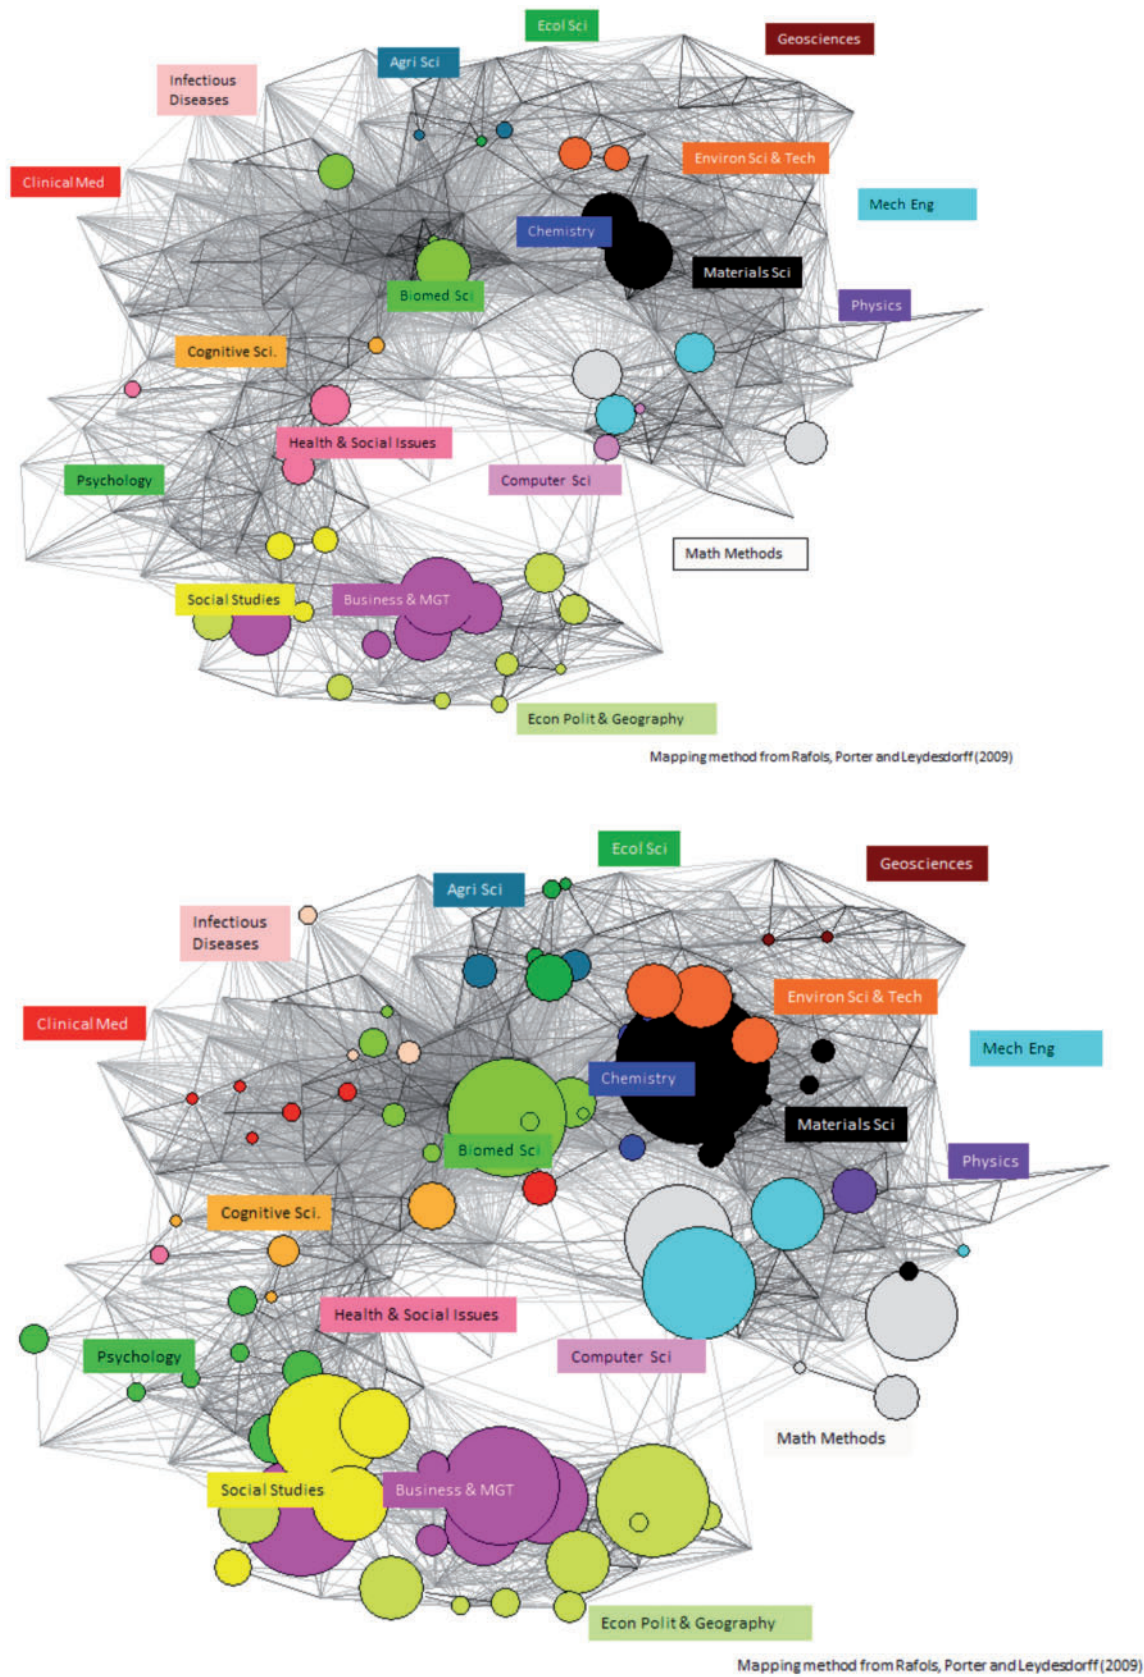 Ecol Sci
Geosciences
Agri Sci
Infectious
Diseases
Environ Sci & Tech
Clinical Med
Mech Eng
Chemistry
Materials Sci
Biomed Sci
Physics
Cognitive Sci.
Health & Social Issues
Psychology
Computer Sci
Math Methods
Social Studies
Business & MGT
Econ Polit & Geography
Mapping method from Rafols, Porter and Leydesdorff (2009)
Ecol Sci
Geosciences
Agri Sci
Infectious
Diseases
Environ Sci & Tech
Clinical Med
Mech Eng
Chemistry
Materials Sci
Biomed Sci
Physics
Cognitive Sci.
Health & Social Issues
Psychology
Computer Sci
Math Methods
Social Studies
Business & MGT
Econ Polit & Geography
Mapping method from Rafols, Porter and Leydesdorff (2009)